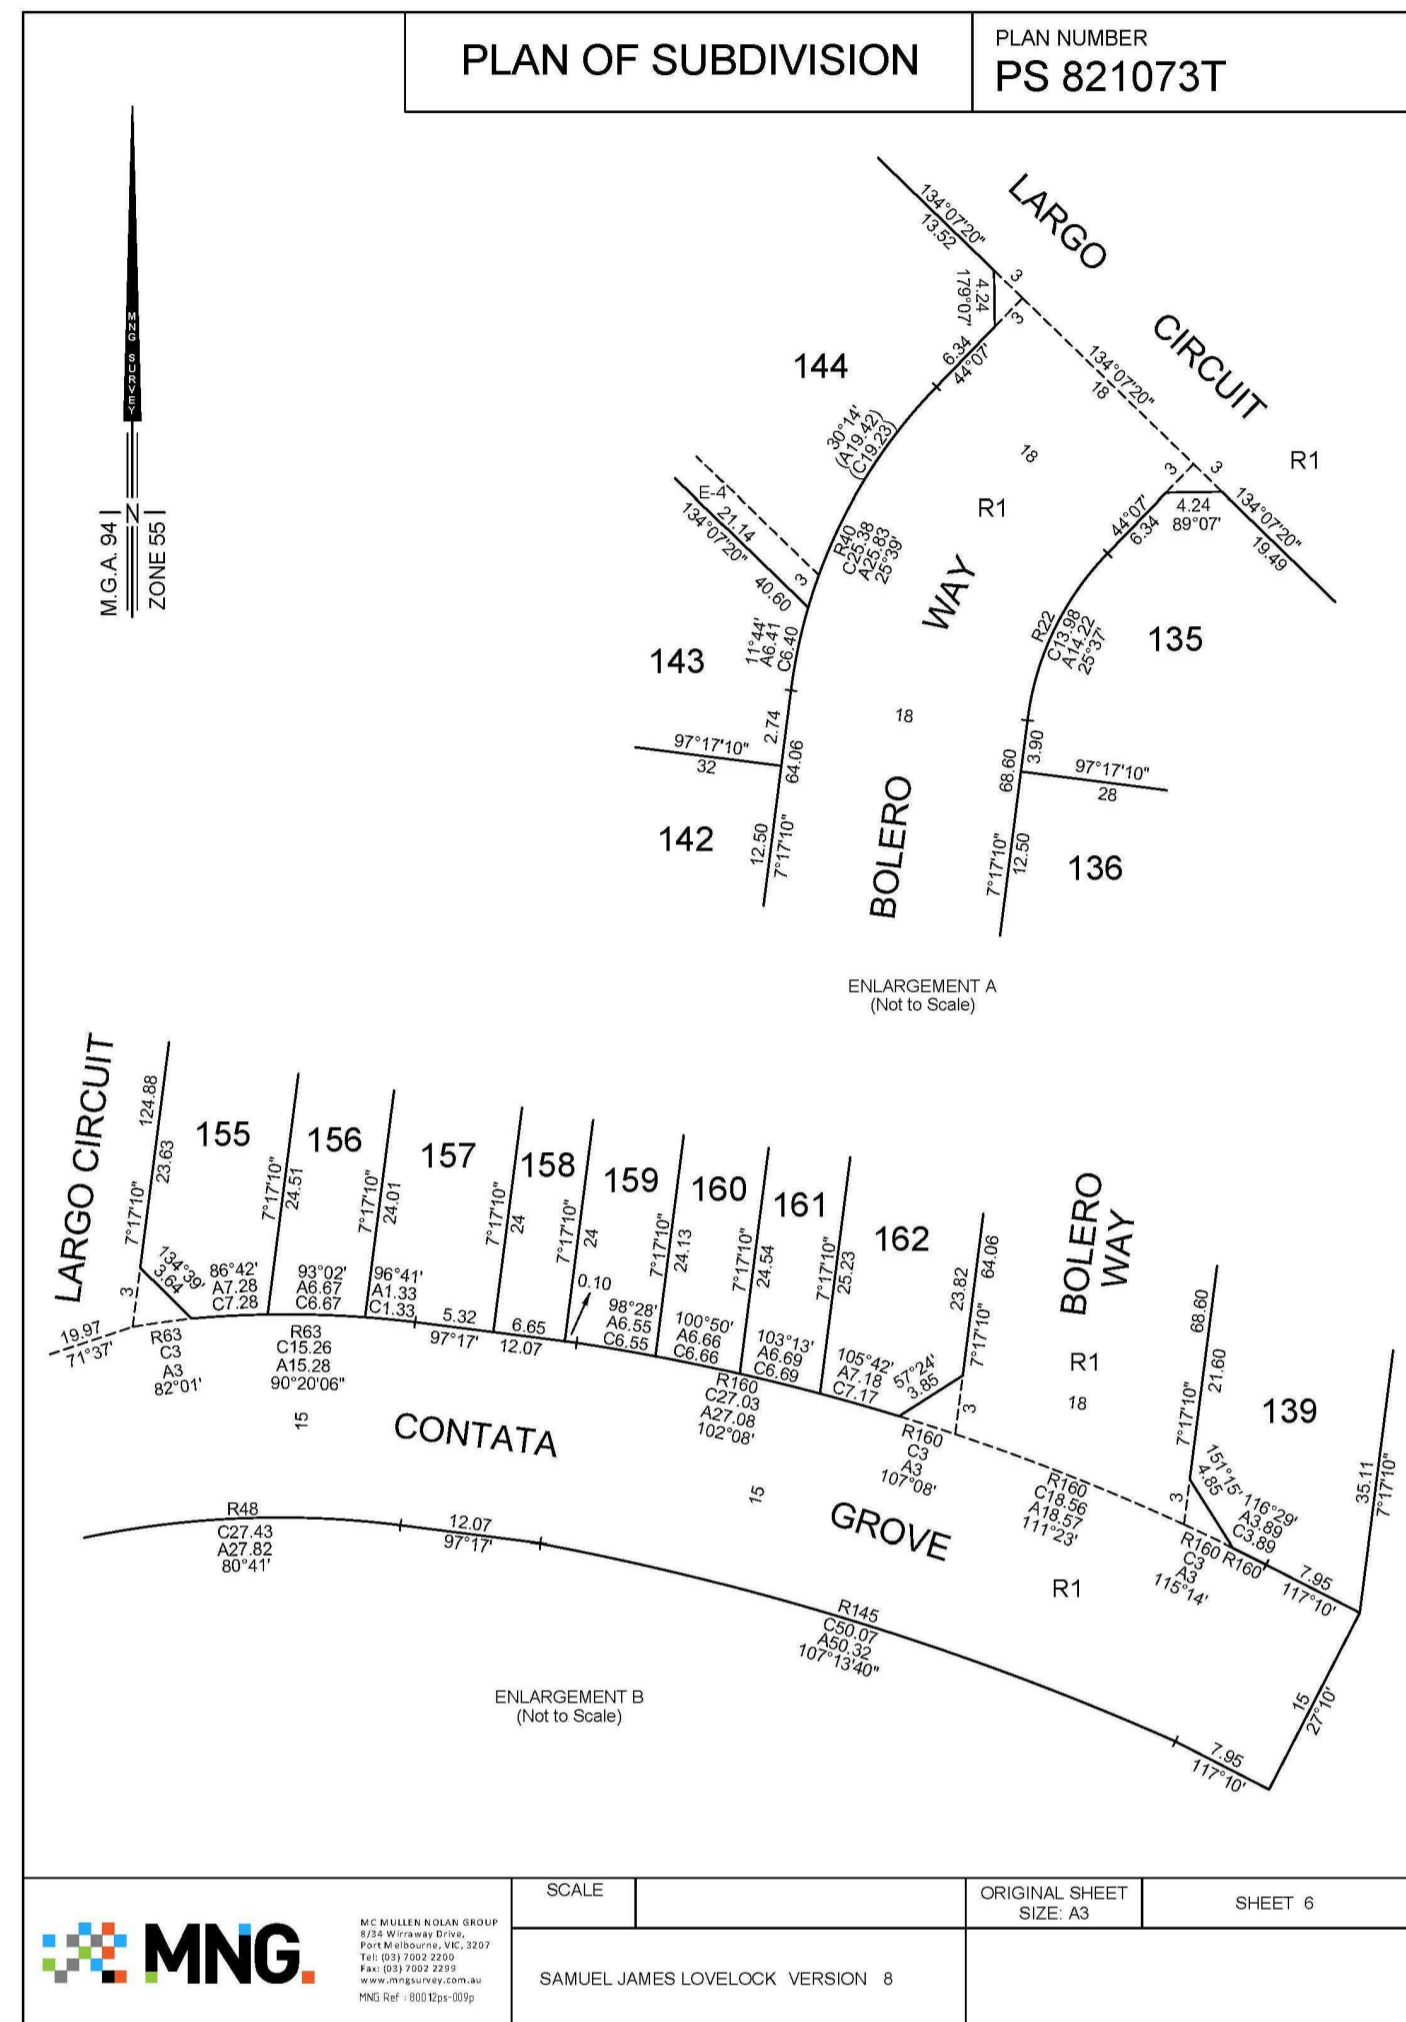 PLAN OF SUBDIVISION
PLAN NUMBER
PS 821073T
MNG SURVEY
M.G.A. 94
N
ZONE 55
LARGO
CIRCUIT
R1
134°07'20"
13.52
3
4.24
179°07'
3
6.34
44°07'
134°07'20"
18
144
30°14'
(A19.42)
(C19.23)
18
R1
3
3
44°07'
6.34
4.24
89°07'
134°07'20"
19.49
E-4
21.14
134°07'20"
40.60
3
R40
C25.38
A25.83
25°39'
WAY
R22
C13.98
A14.22
25°37'
135
143
11°44'
A6.41
C6.40
18
2.74
64.06
97°17'10"
32
3.90
68.60
97°17'10"
28
142
12.50
7°17'10"
BOLERO
7°17'10"
12.50
136
ENLARGEMENT A
(Not to Scale)
LARGO CIRCUIT
124.88
23.63
7°17'10"
155
7°17'10"
24.51
156
7°17'10"
24.01
157
7°17'10"
24
158
7°17'10"
24
159
7°17'10"
24.13
160
7°17'10"
24.54
161
7°17'10"
25.23
162
23.82
64.06
7°17'10"
BOLERO
WAY
R1
18
68.60
21.60
7°17'10"
139
35.11
7°17'10"
3
134°39'
3.64
19.97
71°37'
R63
C3
A3
82°01'
86°42'
A7.28
C7.28
93°02'
A6.67
C6.67
R63
C15.26
A15.28
90°20'06"
96°41'
A1.33
C1.33
5.32
97°17'
6.65
12.07
0.10
98°28'
A6.55
C6.55
100°50'
A6.66
C6.66
103°13'
A6.69
C6.69
R160
C27.03
A27.08
102°08'
105°42'
A7.18
C7.17
57°24'
3.85
3
R160
C3
A3
107°08'
R160
C18.56
A18.57
111°23'
3
151°15'
4.85
116°29'
A3.89
C3.89
R160
C3
A3
115°14'
R160
7.95
117°10'
15
CONTATA
15
GROVE
R1
R48
C27.43
A27.82
80°41'
12.07
97°17'
R145
C50.07
A50.32
107°13'40"
15
27°10'
7.95
117°10'
ENLARGEMENT B
(Not to Scale)
MNG.
MC MULLEN NOLAN GROUP
8/34 Wirraway Drive,
Port Melbourne, VIC, 3207
Tel: (03) 7002 2200
Fax: (03) 7002 2299
www.mngsurvey.com.au
MNG Ref : 80012ps-009p
SCALE
ORIGINAL SHEET
SIZE: A3
SHEET 6
SAMUEL JAMES LOVELOCK VERSION 8